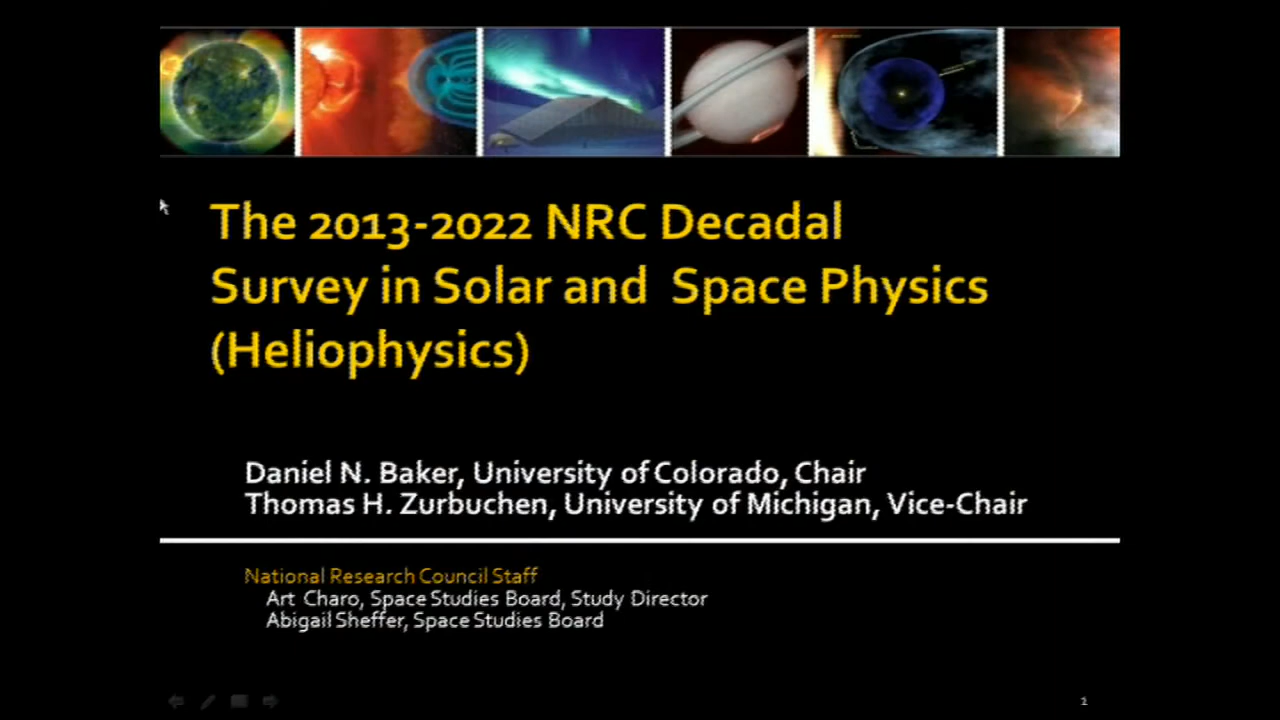 The 2013-2022 NRC Decadal
Survey in Solar and Space Physics
(Heliophysics)
Daniel N. Baker, University of Colorado, Chair
Thomas H. Zurbuchen, University of Michigan, Vice-Chair
National Research Council Staff
Art Charo, Space Studies Board, Study Director
Abigail Sheffer, Space Studies Board
1